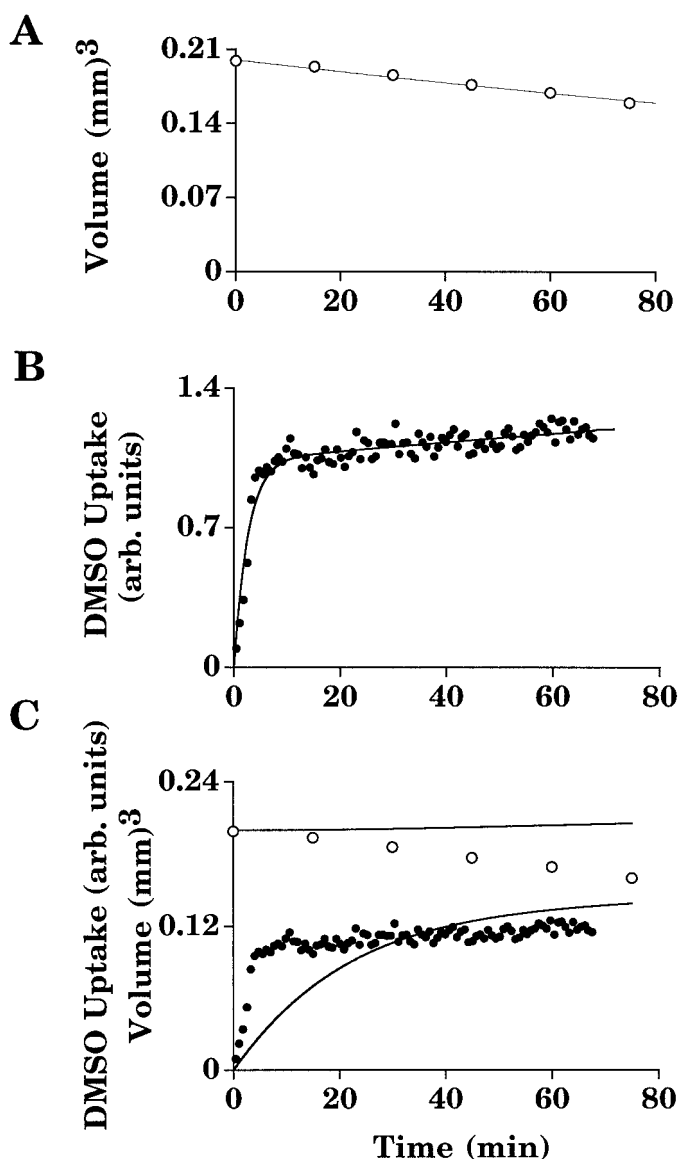 A
Volume (mm)3
0.21
0.14
0.07
0
0 20 40 60 80
B
DMSO Uptake
(arb. units)
1.4
0.7
0
0 20 40 60 80
C
DMSO Uptake (arb. units)
Volume (mm)3
0.24
0.12
0
0 20 40 60 80
Time (min)